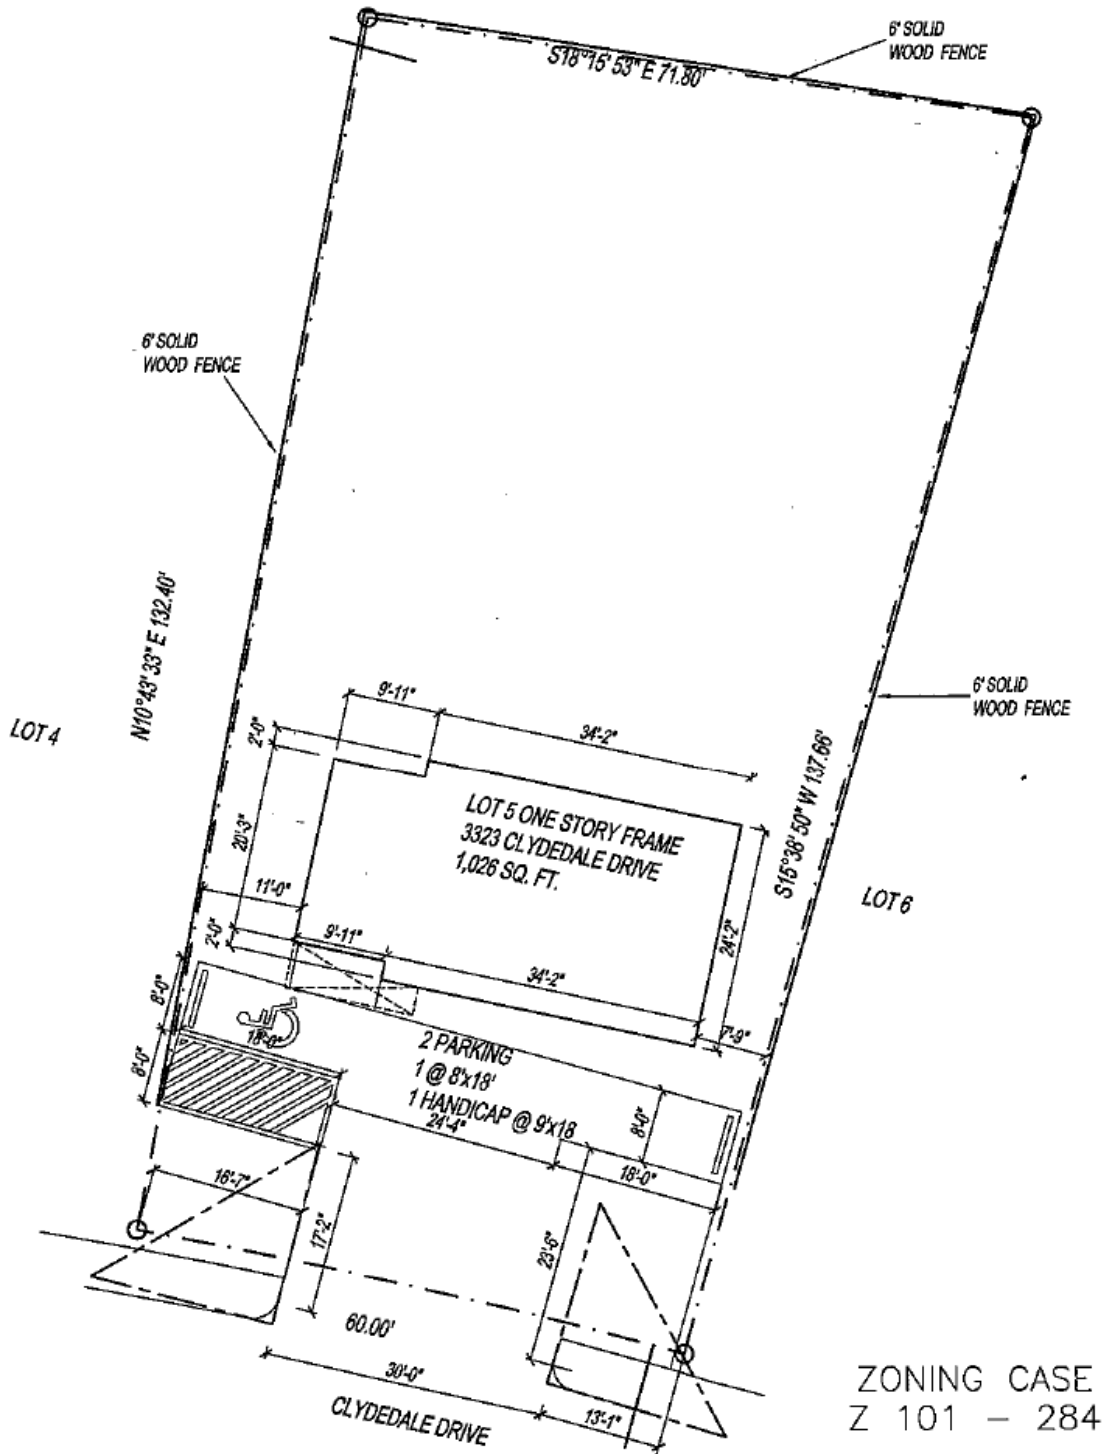 6' SOLID
WOOD FENCE
S18°15'53" E 71.80'
6' SOLID
WOOD FENCE
N10°43'33" E 132.40'
LOT 4
6' SOLID
WOOD FENCE
S15°38'50" W 137.66'
LOT 6
9'-11"
34'-2"
2'-0"
20'-3"
LOT 5 ONE STORY FRAME
3323 CLYDEDALE DRIVE
1,026 SQ. FT.
11'-0"
2'-0"
9'-11"
34'-2"
24'-2"
7'-9"
8'-0"
18'-0"
8'-0"
2 PARKING
1 @ 8'x18'
1 HANDICAP @ 9'x18
24'-4"
8'-0"
18'-0"
16'-7"
17'-2"
23'-6"
60.00'
30'-0"
13'-1"
CLYDEDALE DRIVE
ZONING CASE
Z 101 - 284